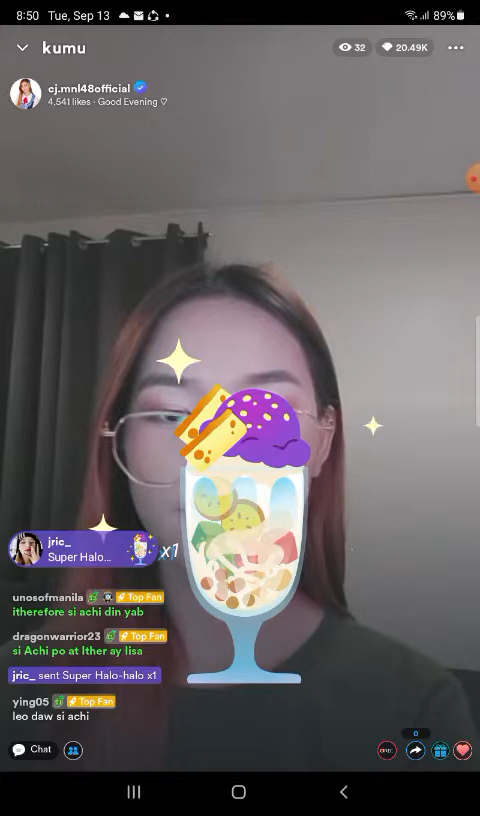 8:50 Tue, Sep 13
89%
kumu
32
20.49K
cj.mnl48official
4,541 likes · Good Evening ♡
jric_
Super Halo...
x1
unosofmanila Top Fan
itherefore si achi din yab
dragonwarrior23 Top Fan
si Achi po at Ither ay Iisa
jric_ sent Super Halo-halo x1
ying05 Top Fan
leo daw si achi
0
Chat